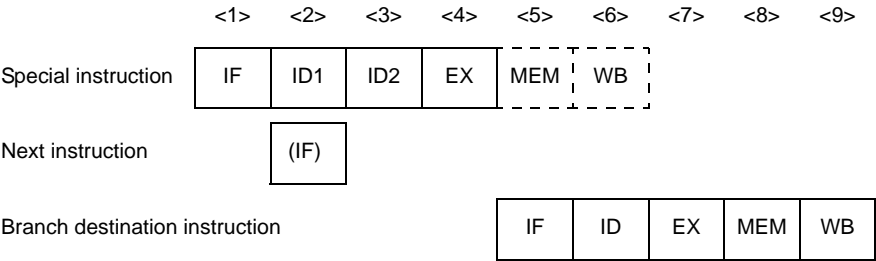 <1> <2> <3> <4> <5> <6> <7> <8> <9>
Special instruction IF ID1 ID2 EX MEM WB
Next instruction (IF)
Branch destination instruction IF ID EX MEM WB